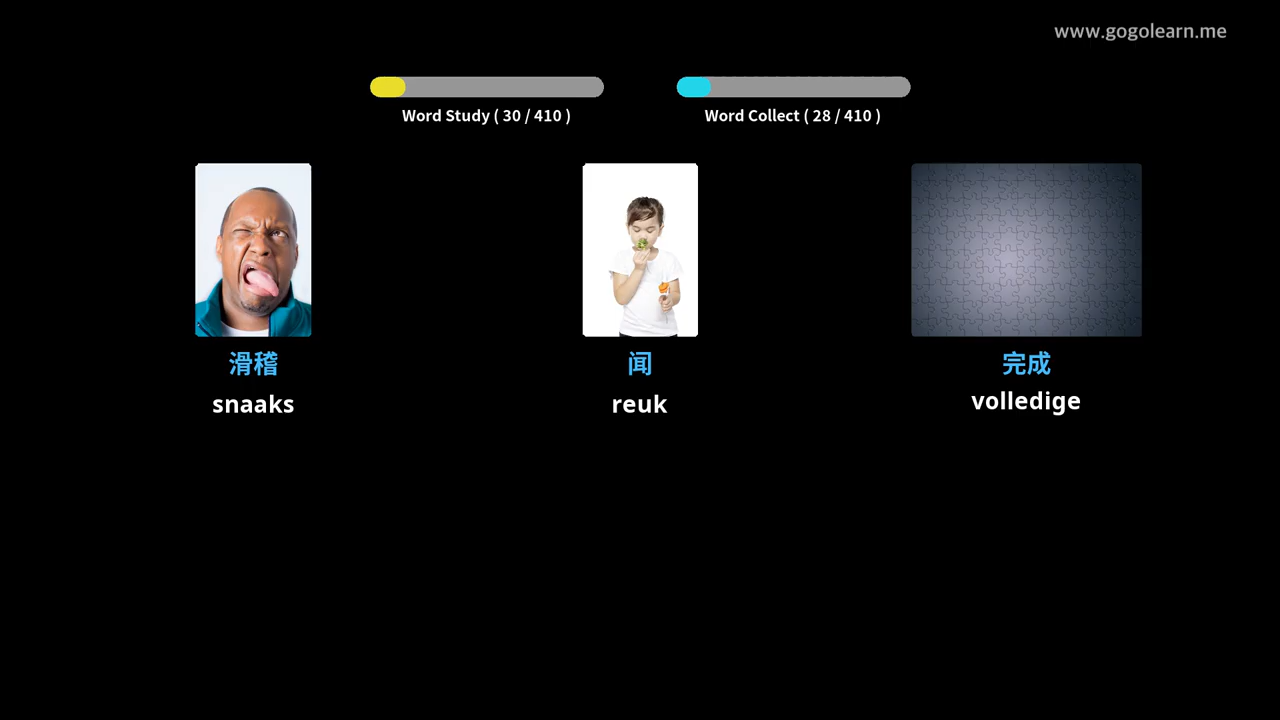 www.gogolearn.me
Word Study ( 30 / 410 )
Word Collect ( 28 / 410 )
滑稽
闻
完成
snaaks
reuk
volledige